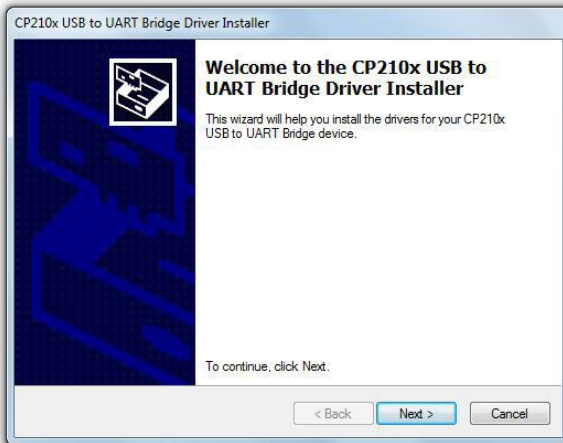 CP210x USB to UART Bridge Driver Installer
Welcome to the CP210x USB to
UART Bridge Driver Installer
This wizard will help you install the drivers for your CP210x
USB to UART Bridge device.
To continue, click Next.
< Back Next > Cancel